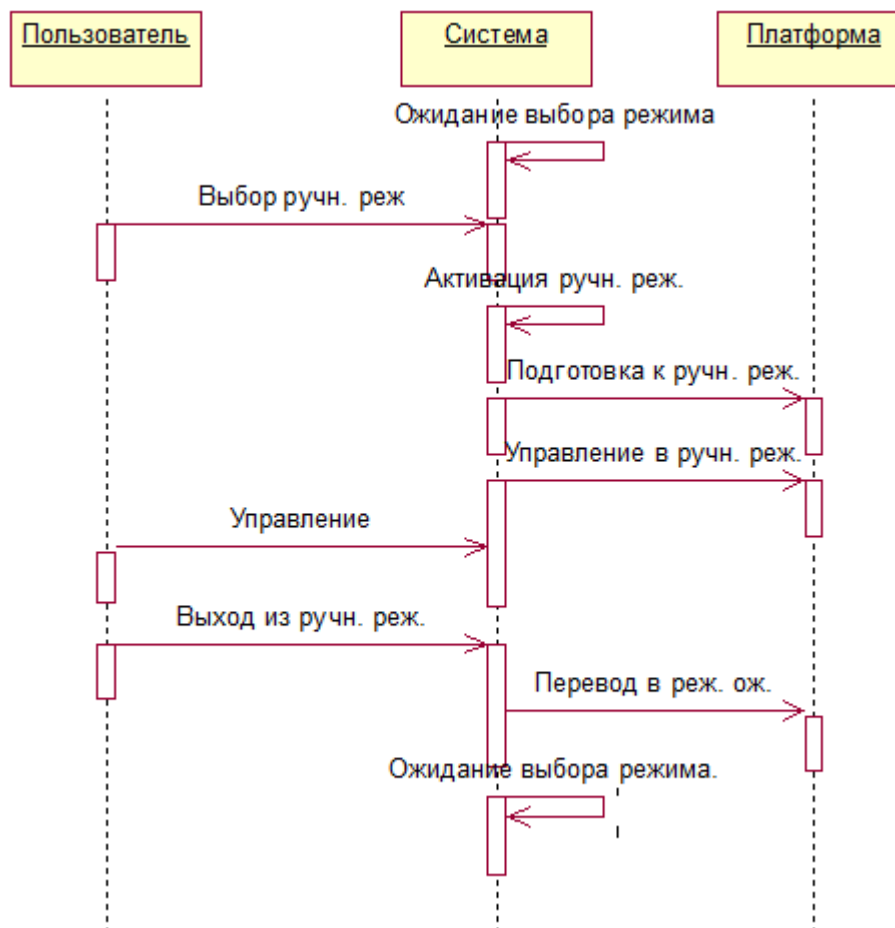 Пользователь
Система
Платформа
Ожидание выбора режима
Выбор ручн. реж
Активация ручн. реж.
Подготовка к ручн. реж.
Управление в ручн. реж.
Управление
Выход из ручн. реж.
Перевод в реж. ож.
Ожидание выбора режима.